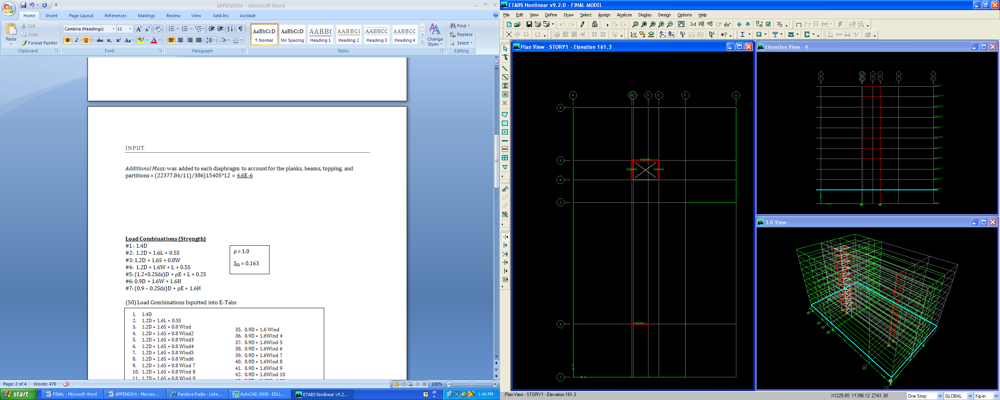 APPENDIX4 - Microsoft Word
Home Insert Page Layout References Mailings Review View Add-Ins Acrobat
Paste
Cut
Copy
Format Painter
Clipboard
Cambria (Headings) 11
Font
Paragraph
AaBbCcD AaBbCcD AABBC AABBCC AABBCC AABBCC
¶ Normal No Spacing Heading 1 Heading 2 Heading 3 Heading 4
Change Styles
Styles
Find
Replace
Select
Editing
INPUT
Additional Mass: was added to each diaphragm to account for the planks, beams, topping, and
partitions = (22377.84/11)/386)15405*12 = 4.6E-6
Load Combinations (Strength)
#1: 1.4D
#2: 1.2D + 1.6L + 0.5S
#3: 1.2D + 1.6S + 0.8W
#4: 1.2D + 1.6W + L + 0.5S
#5: (1.2+0.2Sds)D + ρE + L + 0.2S
#6: 0.9D + 1.6W + 1.6H
#7: (0.9 – 0.2Sds)D + ρE + 1.6H
ρ = 1.0
Sds = 0.163
(50) Load Combinations Inputted into E-Tabs
1. 1.4D
2. 1.2D + 1.6L + 0.5S
3. 1.2D + 1.6S + 0.8 Wind
4. 1.2D + 1.6S + 0.8 Wind2
5. 1.2D + 1.6S + 0.8 Wind3
6. 1.2D + 1.6S + 0.8 Wind4
7. 1.2D + 1.6S + 0.8 Wind5
8. 1.2D + 1.6S + 0.8 Wind6
9. 1.2D + 1.6S + 0.8 Wind 7
10. 1.2D + 1.6S + 0.8 Wind 8
11. 1.2D + 1.6S + 0.8 Wind 9
35. 0.9D + 1.6 Wind
36. 0.9D + 1.6Wind 4
37. 0.9D + 1.6Wind 5
38. 0.9D + 1.6Wind 6
39. 0.9D + 1.6Wind 7
40. 0.9D + 1.6Wind 8
41. 0.9D + 1.6Wind 9
42. 0.9D + 1.6Wind 10
Page: 2 of 4 Words: 470 100%
start FINAL - Microsoft Word APPENDIX4 - Microso... Pandora Radio - Liste... AutoCAD 2008 - EDU... ETABS Nonlinear v9.2... 1:46 PM
ETABS Nonlinear v9.2.0 - FINAL MODEL
File Edit View Define Draw Select Assign Analyze Display Design Options Help
3-d
all
ps
clr
Plan View - STORY1 - Elevation 161.3
A C D E F G
5
4
6
3
2
1
SHEAR3
SHEAR2
SHEAR4
SHEAR1
Y
X
Elevation View - 4
3-D View
Plan View - STORY1 - Elevation 161.3
X1225.65 Y1396.12 Z161.30 One Story GLOBAL Kip-in